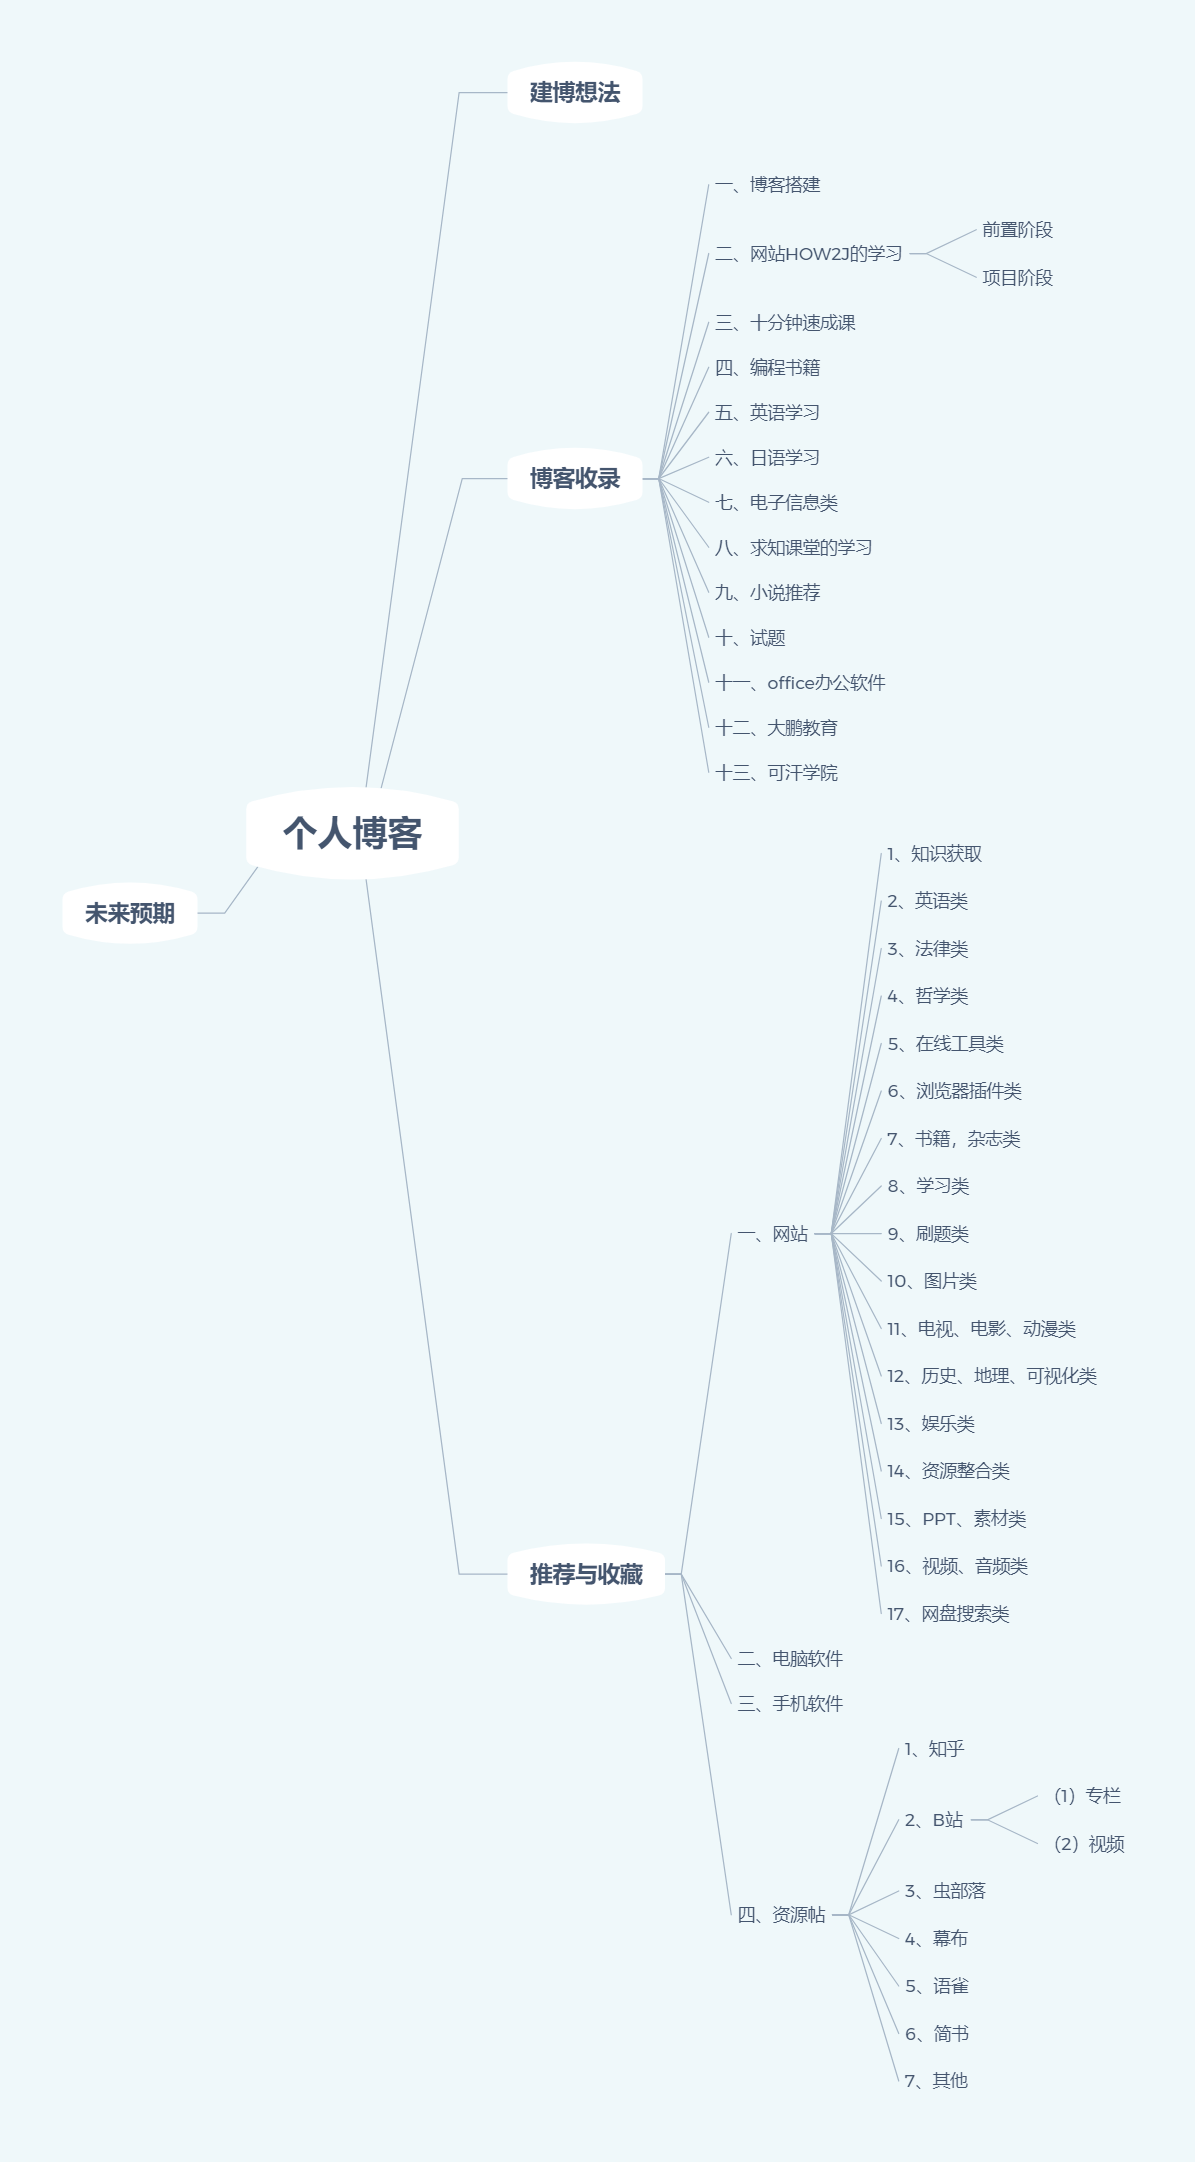 建博想法
一、博客搭建
二、网站HOW2J的学习
前置阶段
项目阶段
三、十分钟速成课
四、编程书籍
五、英语学习
六、日语学习
七、电子信息类
博客收录
八、求知课堂的学习
九、小说推荐
十、试题
十一、office办公软件
十二、大鹏教育
十三、可汗学院
个人博客
未来预期
1、知识获取
2、英语类
3、法律类
4、哲学类
5、在线工具类
6、浏览器插件类
7、书籍，杂志类
8、学习类
一、网站
9、刷题类
10、图片类
11、电视、电影、动漫类
12、历史、地理、可视化类
13、娱乐类
14、资源整合类
15、PPT、素材类
16、视频、音频类
17、网盘搜索类
推荐与收藏
二、电脑软件
三、手机软件
1、知乎
2、B站
（1）专栏
（2）视频
3、虫部落
四、资源帖
4、幕布
5、语雀
6、简书
7、其他